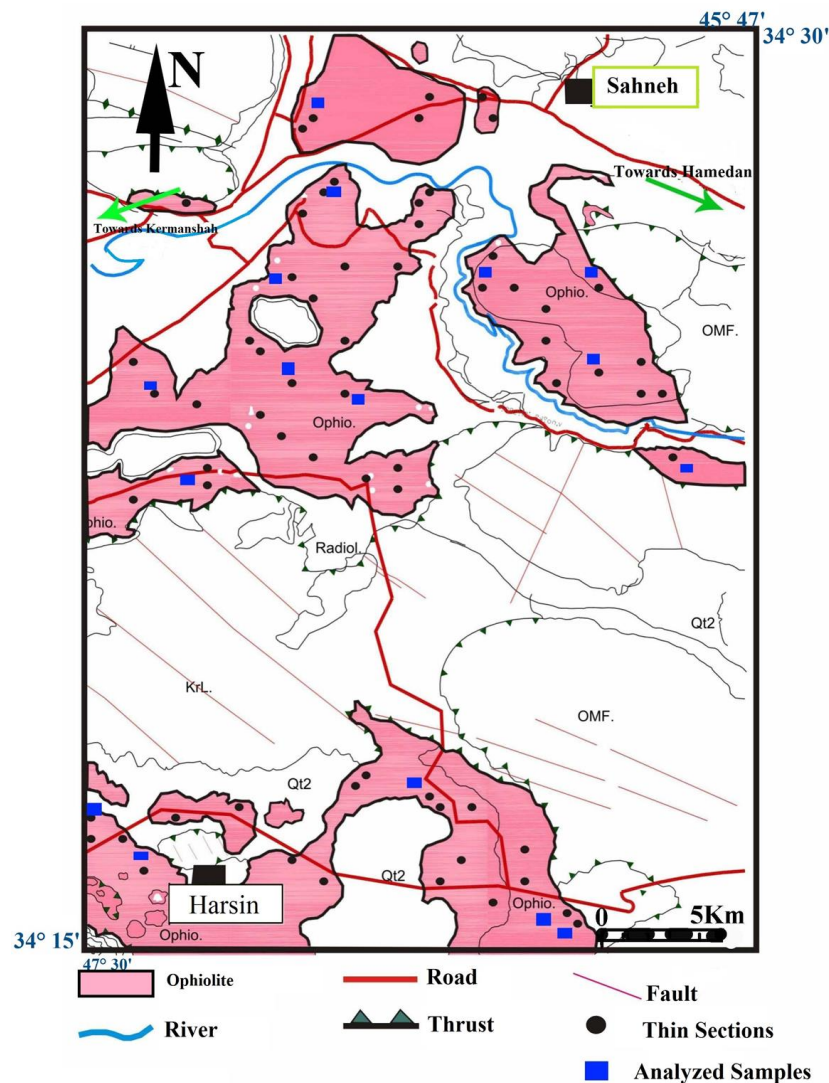 45° 47'
34° 30'
N
Sahneh
Towards Hamedan
Towards Kermanshah
Ophio.
OMF.
Ophio.
phio.
Radiol.
Qt2
KrL.
OMF.
Qt2
Qt2
Harsin
Ophio.
Ophio.
0 5Km
34° 15'
47° 30'
Ophiolite
Road
Fault
River
Thrust
Thin Sections
Analyzed Samples